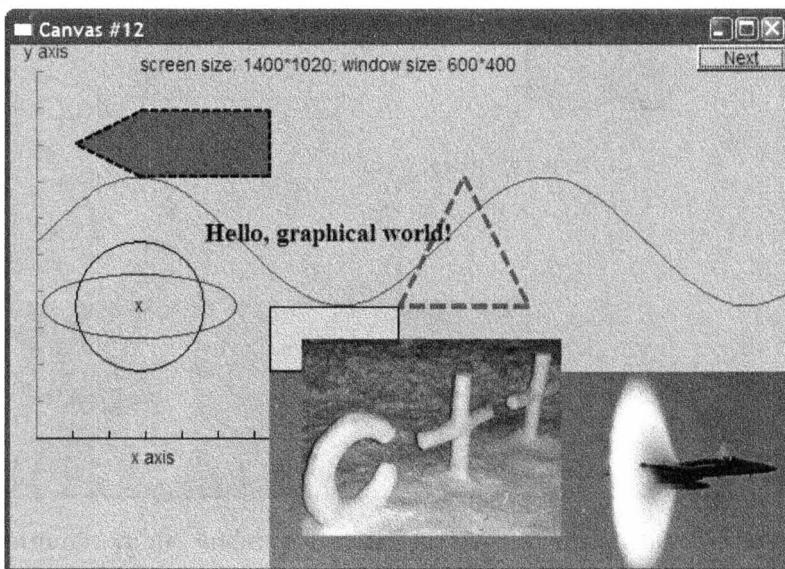 Canvas #12
y axis
screen size: 1400*1020; window size: 600*400
Next
Hello, graphical world!
x
C++
x axis